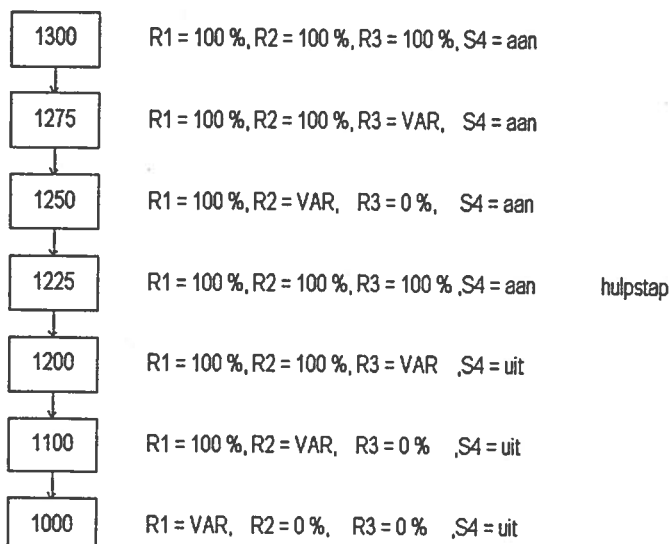 1300 R1 = 100 %, R2 = 100 %, R3 = 100 %, S4 = aan
1275 R1 = 100 %, R2 = 100 %, R3 = VAR, S4 = aan
1250 R1 = 100 %, R2 = VAR, R3 = 0 %, S4 = aan
1225 R1 = 100 %, R2 = 100 %, R3 = 100 % ,S4 = aan hulpstap
1200 R1 = 100 %, R2 = 100 %, R3 = VAR ,S4 = uit
1100 R1 = 100 %, R2 = VAR, R3 = 0 % ,S4 = uit
1000 R1 = VAR, R2 = 0 %, R3 = 0 % ,S4 = uit